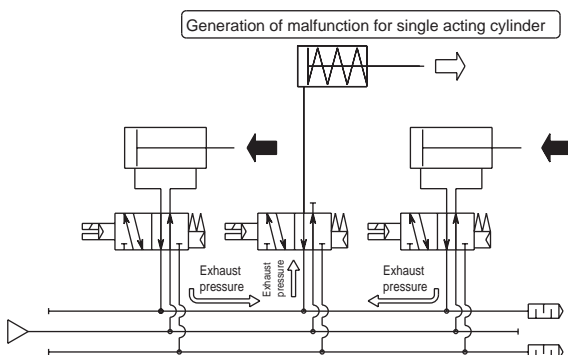 Generation of malfunction for single acting cylinder
Exhaust
pressure
Exhaust
pressure
Exhaust
pressure